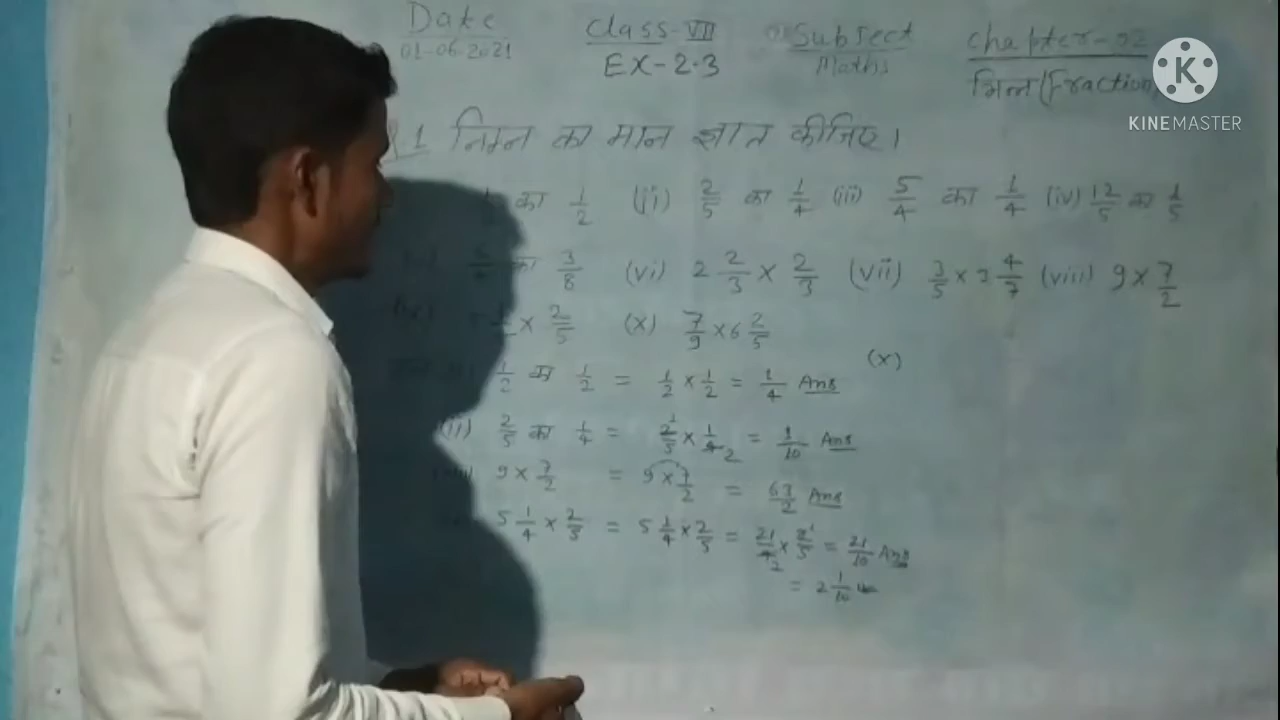 Date Class-VII Subject Chapter-02
01-06-2021 EX-2.3 Maths भिन्न (Fraction)
KINEMASTER
1 निम्न का मान ज्ञात कीजिए।
का 1/2 (ii) 2/5 का 1/4 (iii) 5/4 का 1/4 (iv) 12/5 का 1/5
का 3/8 (vi) 2 2/3 × 2/3 (vii) 3/5 × 3 4/7 (viii) 9 × 7/2
× 2/5 (x) 7/9 × 6 2/5
(x)
1/2 का 1/2 = 1/2 × 1/2 = 1/4 Ans
(ii) 2/5 का 1/4 = 2/5 × 1/4 = 1/10 Ans
9 × 7/2 = 9 × 7/2 = 63/2 Ans
5 1/4 × 2/5 = 5 1/4 × 2/5 = 21/4 × 2/5 = 21/10 Ans
= 2 1/10